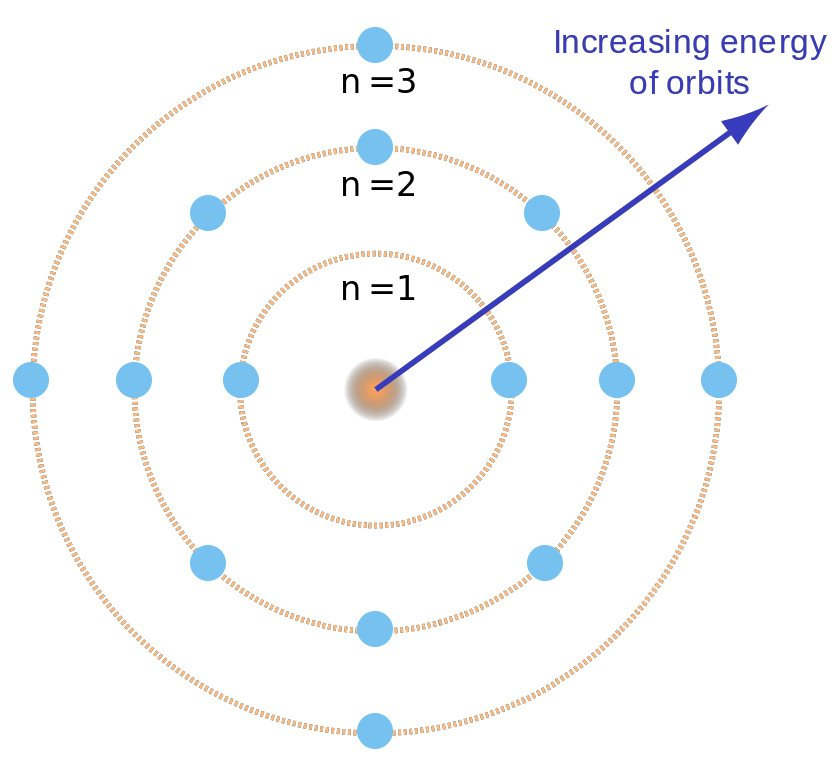 Increasing energy
of orbits
n =3
n =2
n =1